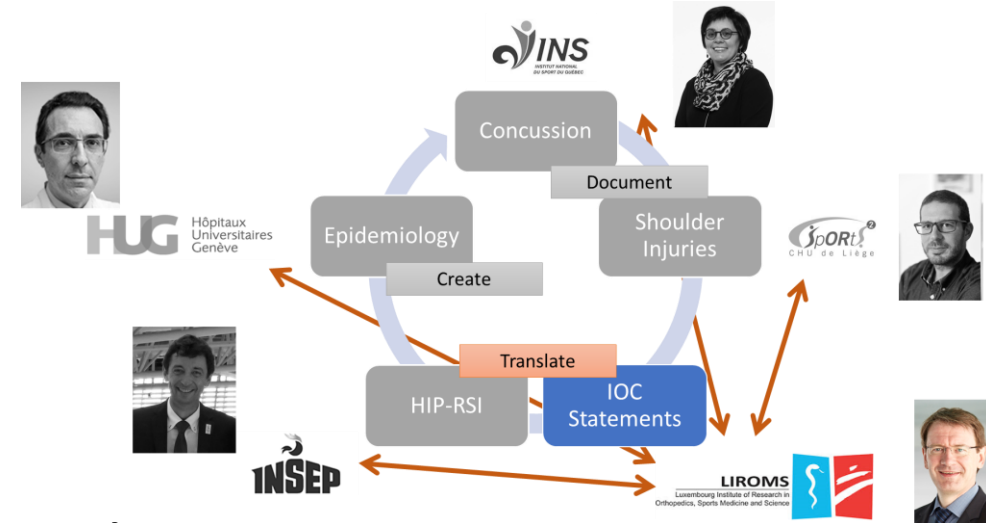 INS
INSTITUT NATIONAL
DU SPORT DU QUÉBEC
Concussion
Document
HUG
Hôpitaux
Universitaires
Genève
Epidemiology
Shoulder
Injuries
SpORtS²
CHU de Liège
Create
Translate
HIP-RSI
IOC
Statements
INSEP
LIROMS
Luxembourg Institute of Research in
Orthopedics, Sports Medicine and Science